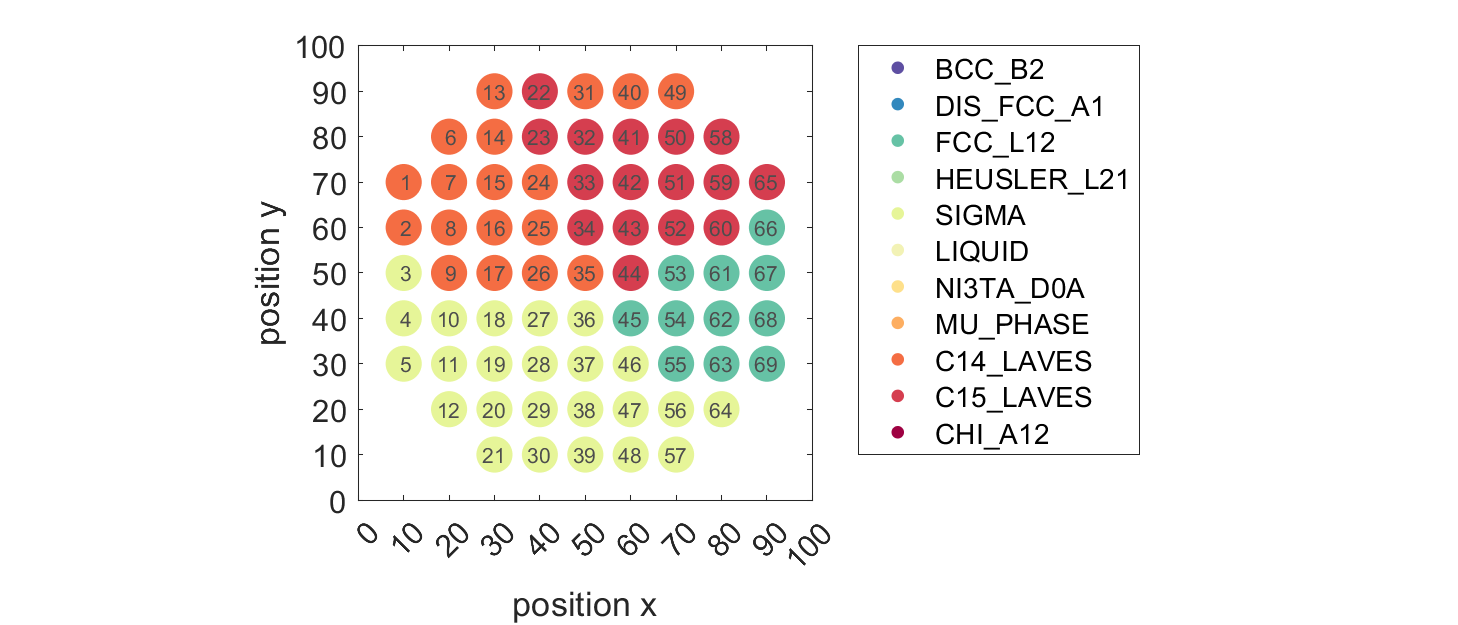 100
90
80
70
60
50
40
30
20
10
0
position y
13 22 31 40 49
6 14 23 32 41 50 58
1 7 15 24 33 42 51 59 65
2 8 16 25 34 43 52 60 66
3 9 17 26 35 44 53 61 67
4 10 18 27 36 45 54 62 68
5 11 19 28 37 46 55 63 69
12 20 29 38 47 56 64
21 30 39 48 57
0 10 20 30 40 50 60 70 80 90 100
position x
BCC_B2
DIS_FCC_A1
FCC_L12
HEUSLER_L21
SIGMA
LIQUID
NI3TA_D0A
MU_PHASE
C14_LAVES
C15_LAVES
CHI_A12